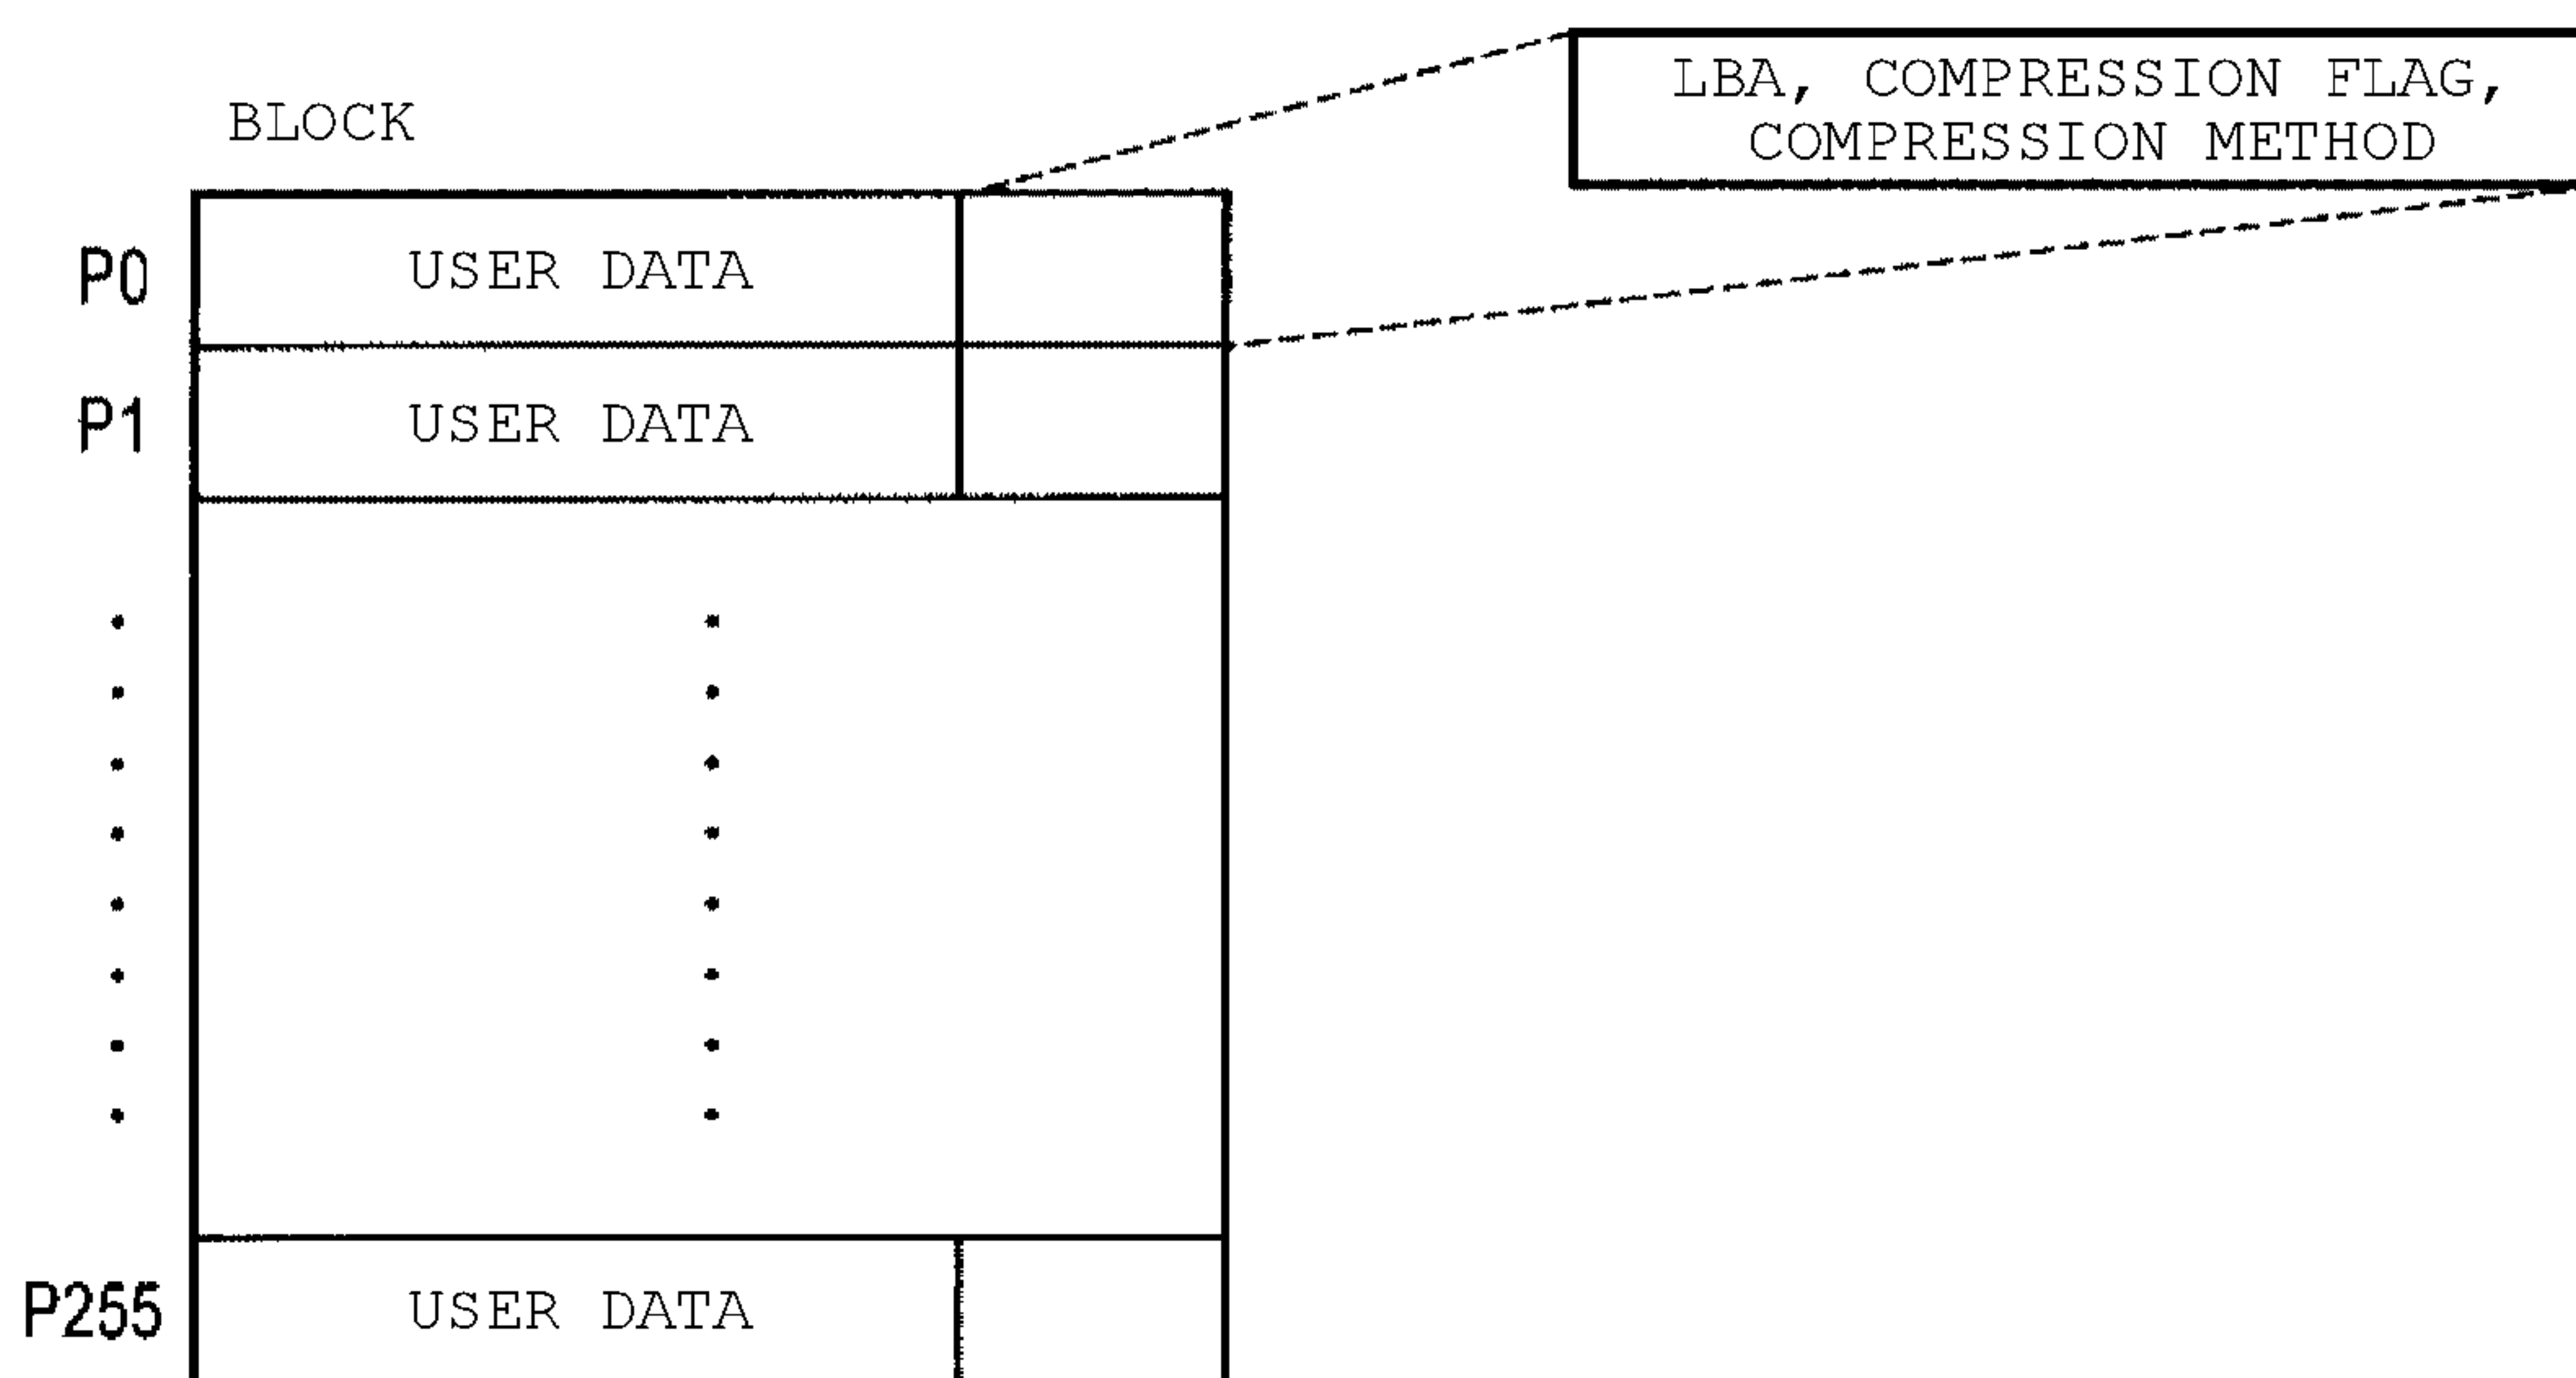 LBA, COMPRESSION FLAG,
COMPRESSION METHOD
BLOCK
P0 USER DATA
P1 USER DATA
P255 USER DATA